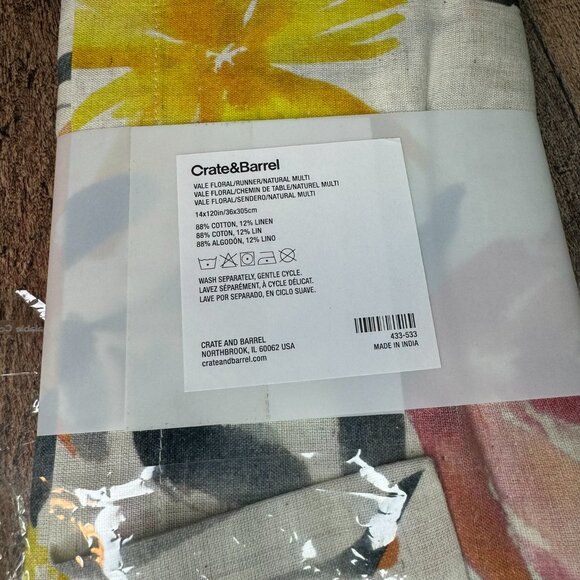 Crate&Barrel
VALE FLORAL/RUNNER/NATURAL MULTI
VALE FLORAL/CHEMIN DE TABLE/NATUREL MULTI
VALE FLORAL/SENDERO/NATURAL MULTI
14x120in/36x305cm
88% COTTON, 12% LINEN
88% COTON, 12% LIN
88% ALGODÓN, 12% LINO
WASH SEPARATELY, GENTLE CYCLE.
LAVEZ SÉPARÉMENT, À CYCLE DÉLICAT.
LAVE POR SEPARADO, EN CICLO SUAVE.
CRATE AND BARREL
NORTHBROOK, IL 60062 USA
crateandbarrel.com
433-533
MADE IN INDIA